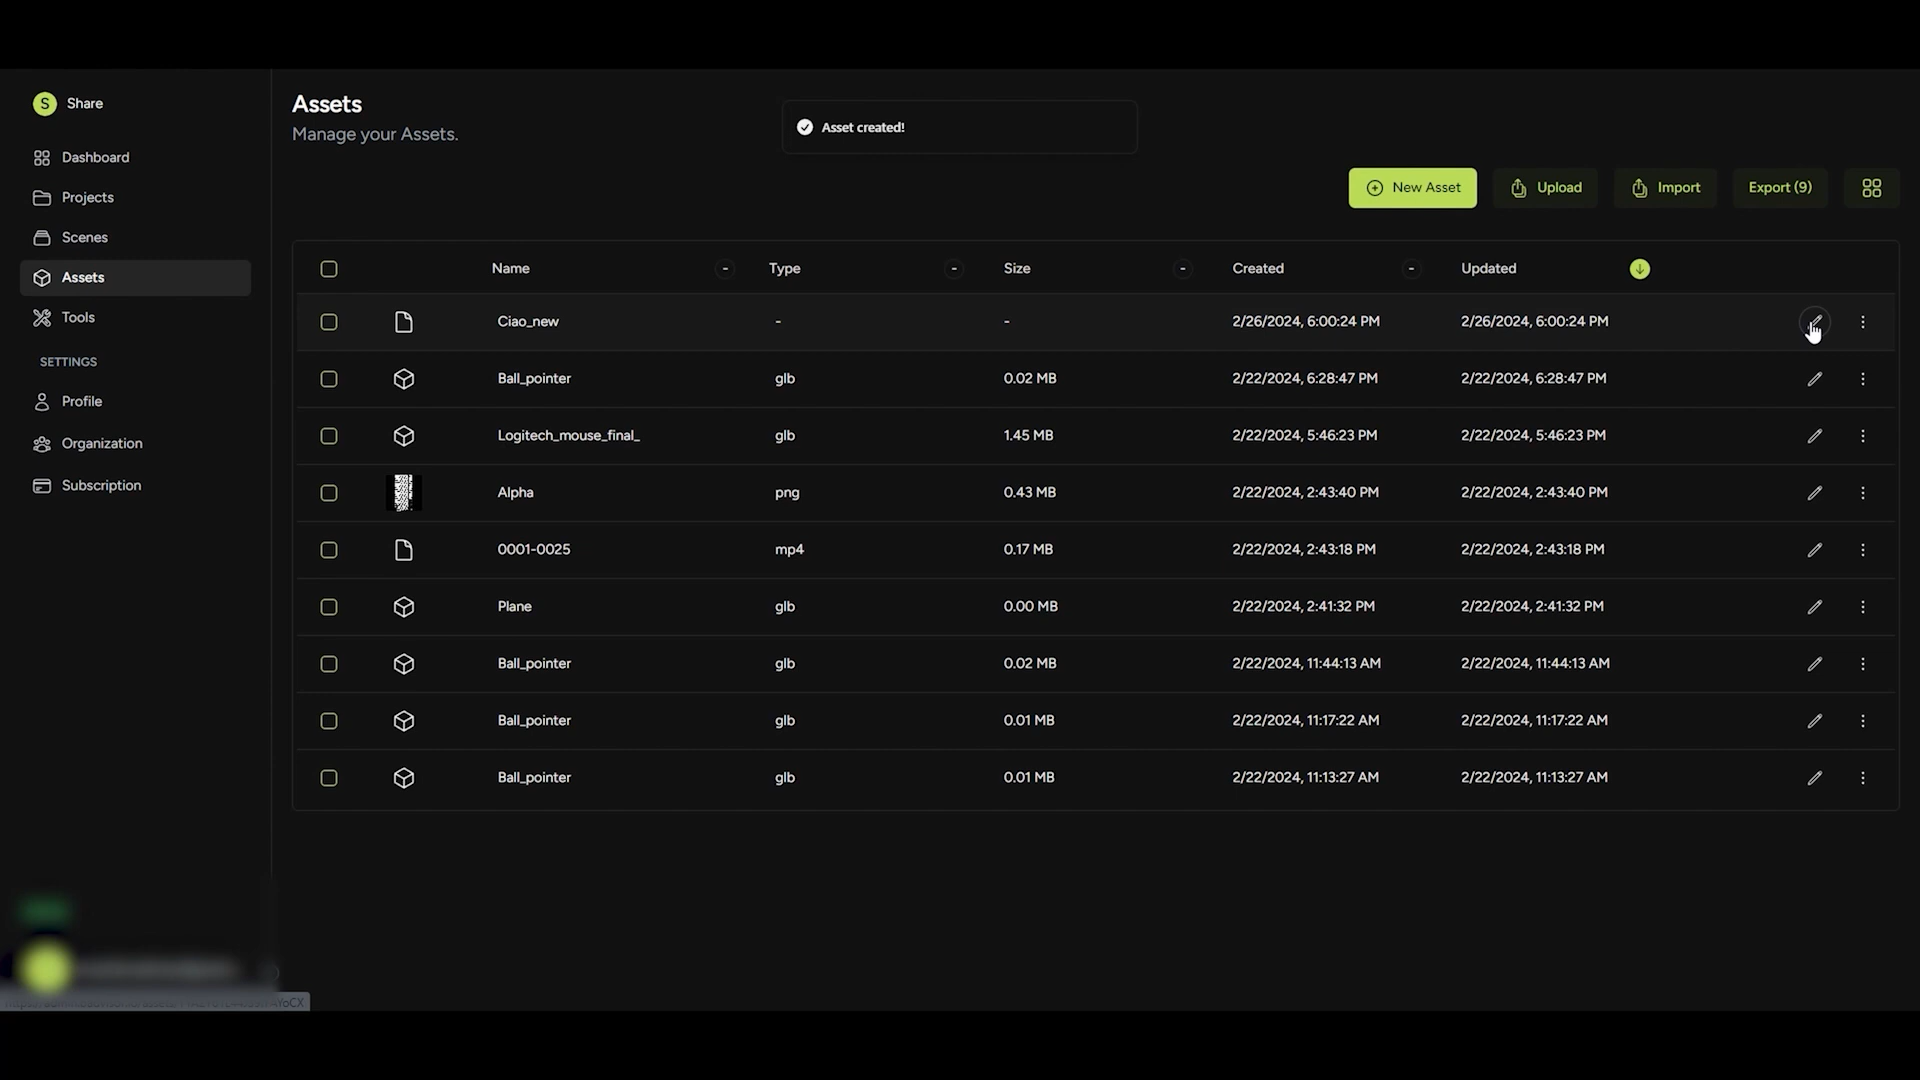 S Share
Dashboard
Projects
Scenes
Assets
Tools
SETTINGS
Profile
Organization
Subscription
Assets
Manage your Assets.
Asset created!
New Asset Upload Import Export (9)
Name - Type - Size - Created - Updated
Ciao_new - - 2/26/2024, 6:00:24 PM 2/26/2024, 6:00:24 PM
Ball_pointer glb 0.02 MB 2/22/2024, 6:28:47 PM 2/22/2024, 6:28:47 PM
Logitech_mouse_final_ glb 1.45 MB 2/22/2024, 5:46:23 PM 2/22/2024, 5:46:23 PM
Alpha png 0.43 MB 2/22/2024, 2:43:40 PM 2/22/2024, 2:43:40 PM
0001-0025 mp4 0.17 MB 2/22/2024, 2:43:18 PM 2/22/2024, 2:43:18 PM
Plane glb 0.00 MB 2/22/2024, 2:41:32 PM 2/22/2024, 2:41:32 PM
Ball_pointer glb 0.02 MB 2/22/2024, 11:44:13 AM 2/22/2024, 11:44:13 AM
Ball_pointer glb 0.01 MB 2/22/2024, 11:17:22 AM 2/22/2024, 11:17:22 AM
Ball_pointer glb 0.01 MB 2/22/2024, 11:13:27 AM 2/22/2024, 11:13:27 AM